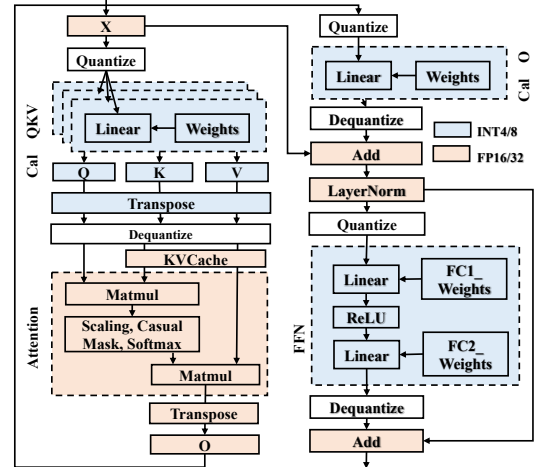 X
Quantize
Cal QKV
Linear
Weights
Q
K
V
Transpose
Dequantize
KVCache
Attention
Matmul
Scaling, Casual
Mask, Softmax
Matmul
Transpose
O
Quantize
Cal O
Linear
Weights
Dequantize
INT4/8
FP16/32
Add
LayerNorm
Quantize
FFN
Linear
FC1_
Weights
ReLU
Linear
FC2_
Weights
Dequantize
Add